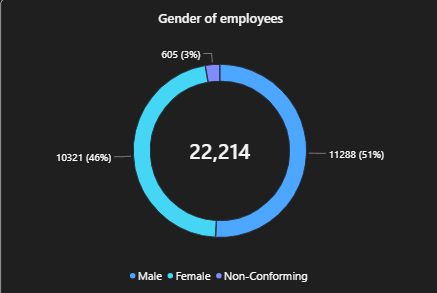 Gender of employees
605 (3%)
10321 (46%)
22,214
11288 (51%)
Male Female Non-Conforming